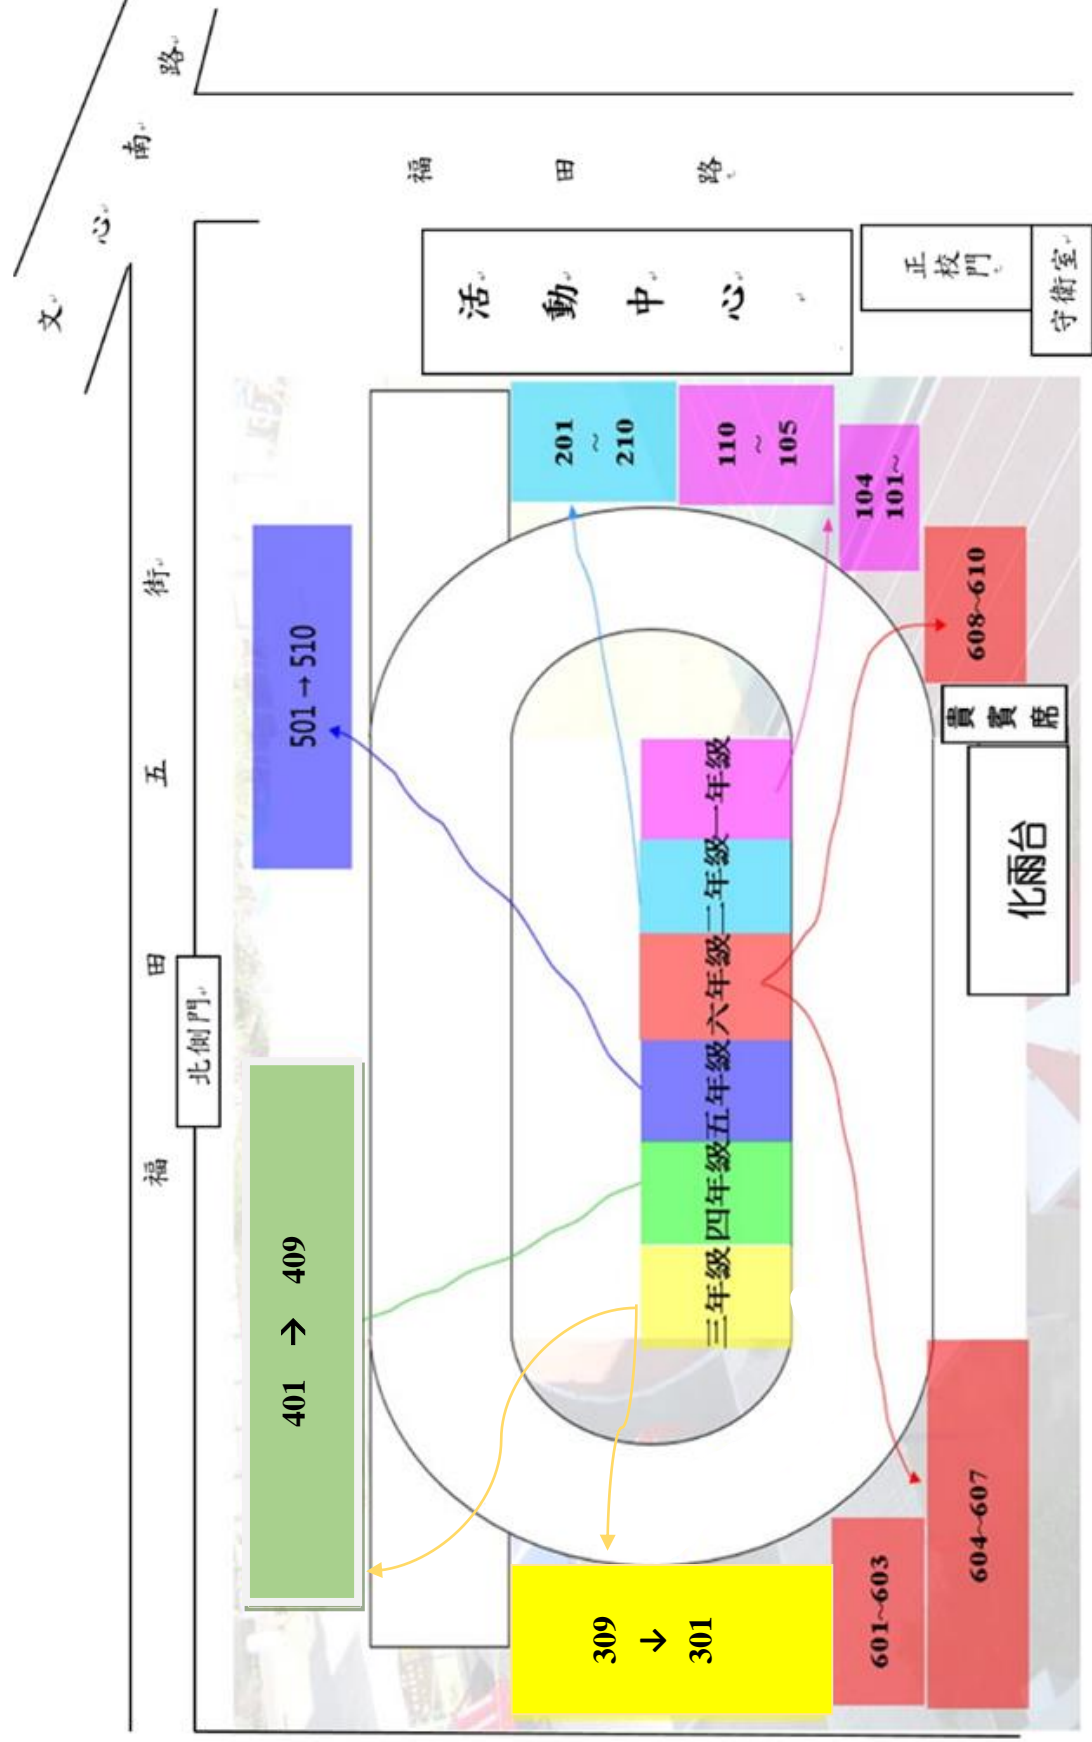 文心南路
福田路
活動中心
正校門
守衛室
201
~
210
110
~
105
104
101~
608~610
貴賓席
501→510
福田五街
一年級
二年級
六年級
五年級
四年級
三年級
化雨台
北側門
401 → 409
309
→
301
601~603
604~607